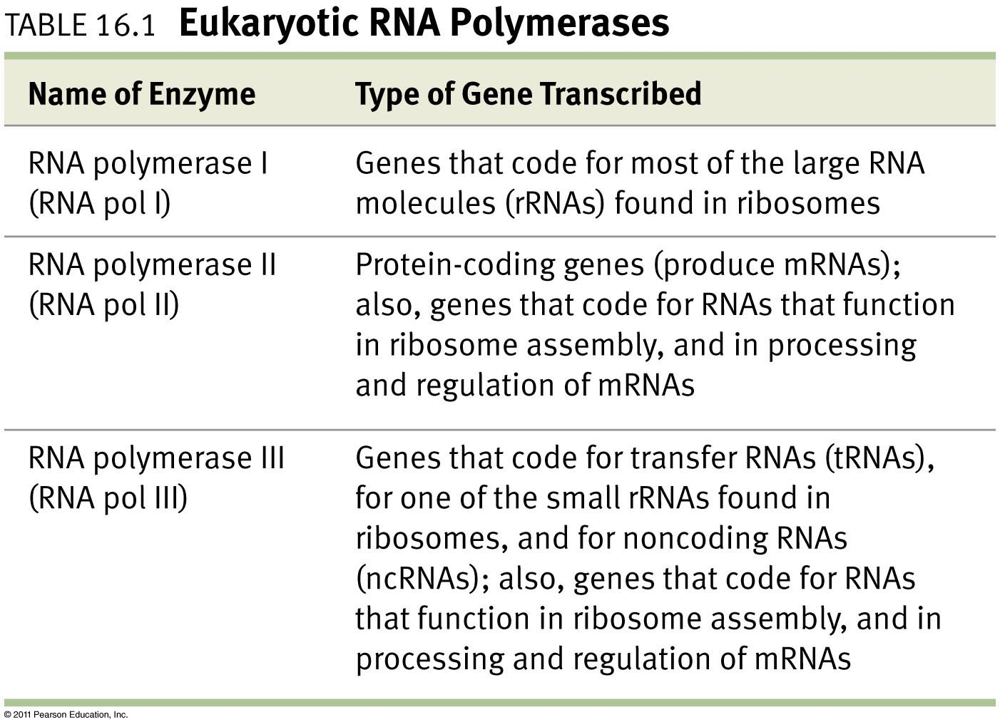 TABLE 16.1 Eukaryotic RNA Polymerases
Name of Enzyme Type of Gene Transcribed
RNA polymerase I Genes that code for most of the large RNA
(RNA pol I) molecules (rRNAs) found in ribosomes
RNA polymerase II Protein-coding genes (produce mRNAs);
(RNA pol II) also, genes that code for RNAs that function
in ribosome assembly, and in processing
and regulation of mRNAs
RNA polymerase III Genes that code for transfer RNAs (tRNAs),
(RNA pol III) for one of the small rRNAs found in
ribosomes, and for noncoding RNAs
(ncRNAs); also, genes that code for RNAs
that function in ribosome assembly, and in
processing and regulation of mRNAs
© 2011 Pearson Education, Inc.